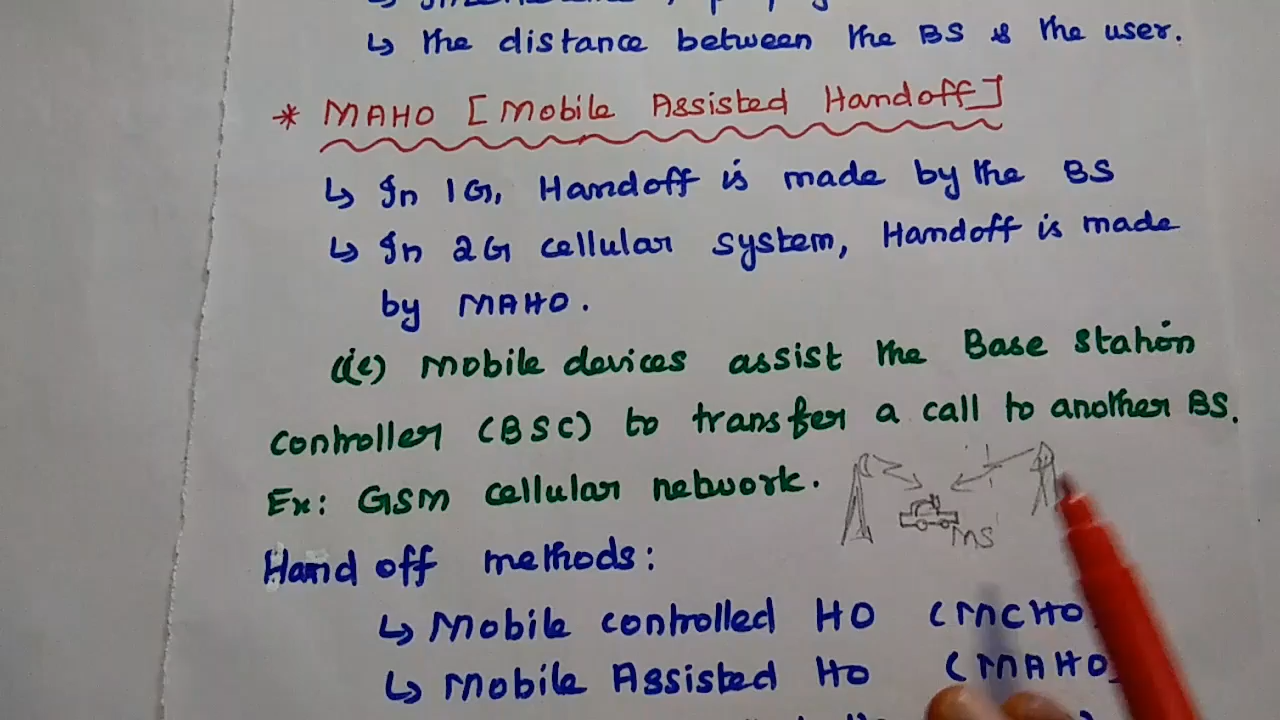 ↳ the distance between the BS & the user.
* MAHO [Mobile Assisted Handoff]
↳ In 1G, Handoff is made by the BS
↳ In 2G cellular system, Handoff is made
by MAHO.
(ie) Mobile devices assist the Base Station
controller (BSC) to transfer a call to another BS.
Ex: GSM cellular network.
MS
Hand off methods:
↳ Mobile controlled HO (MCHO)
↳ Mobile Assisted HO (MAHO)